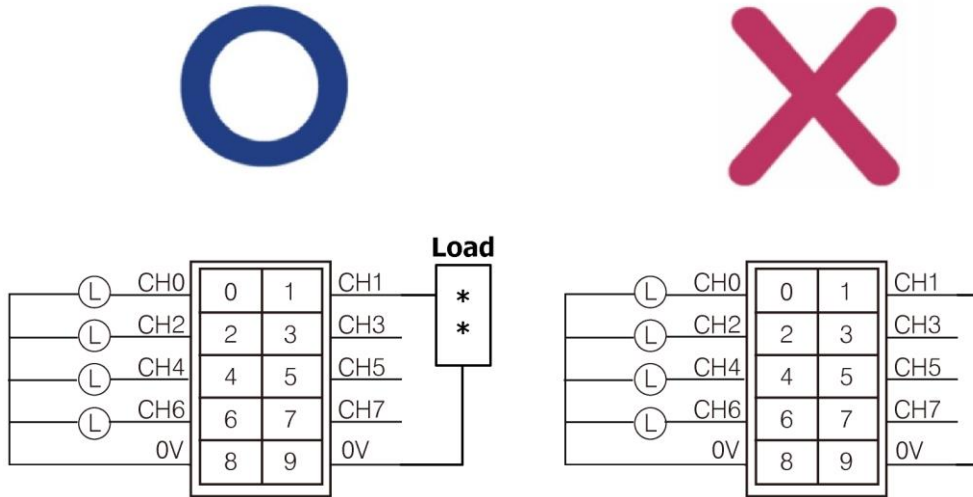 Load
CH0 0 1 CH1 * CH0 0 1 CH1
L L
CH2 2 3 CH3 * CH2 2 3 CH3
L L
CH4 4 5 CH5 CH4 4 5 CH5
L L
CH6 6 7 CH7 CH6 6 7 CH7
L L
0V 8 9 0V 0V 8 9 0V